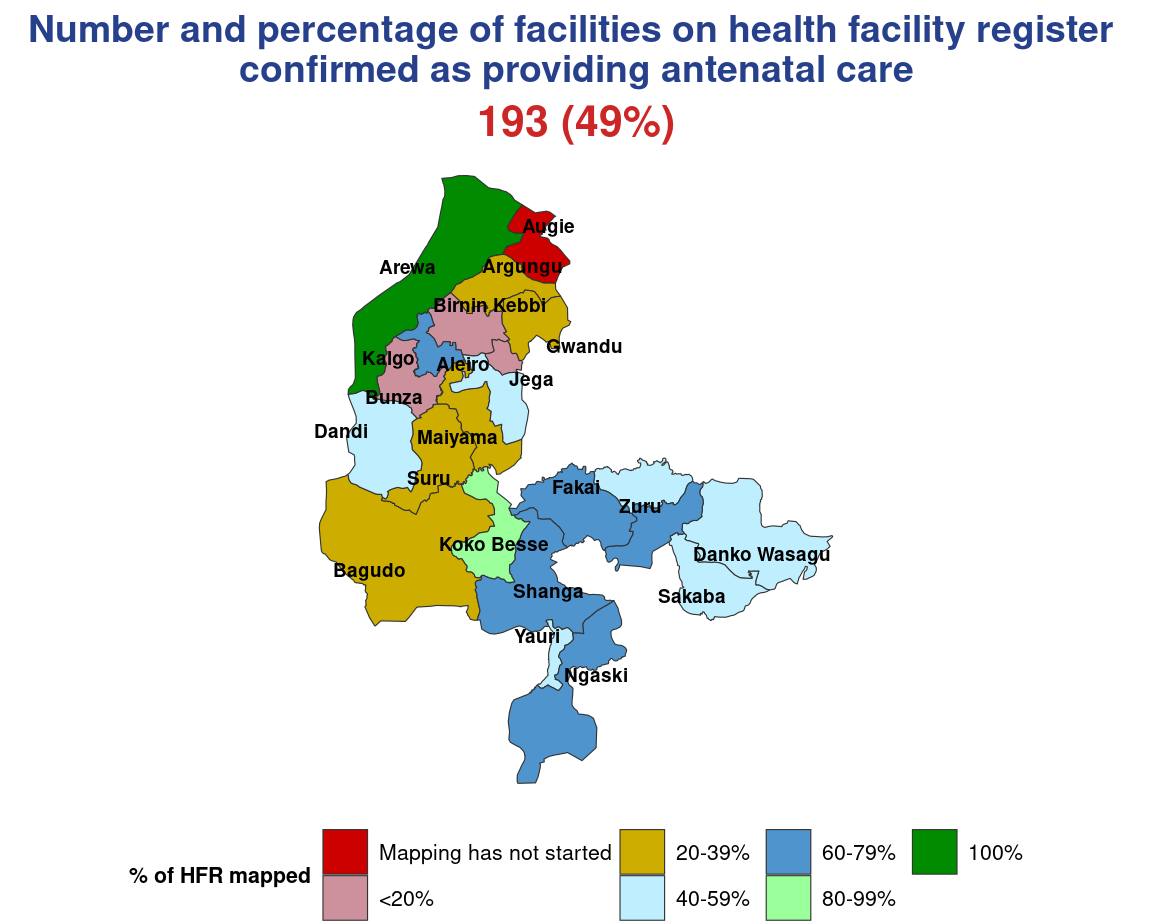 Number and percentage of facilities on health facility register
confirmed as providing antenatal care
193 (49%)
Augie
Arewa
Argungu
Birnin Kebbi
Gwandu
Kalgo
Aleiro
Jega
Bunza
Dandi
Maiyama
Suru
Fakai
Zuru
Koko Besse
Danko Wasagu
Bagudo
Shanga
Sakaba
Yauri
Ngaski
% of HFR mapped
Mapping has not started
<20%
20-39%
40-59%
60-79%
80-99%
100%